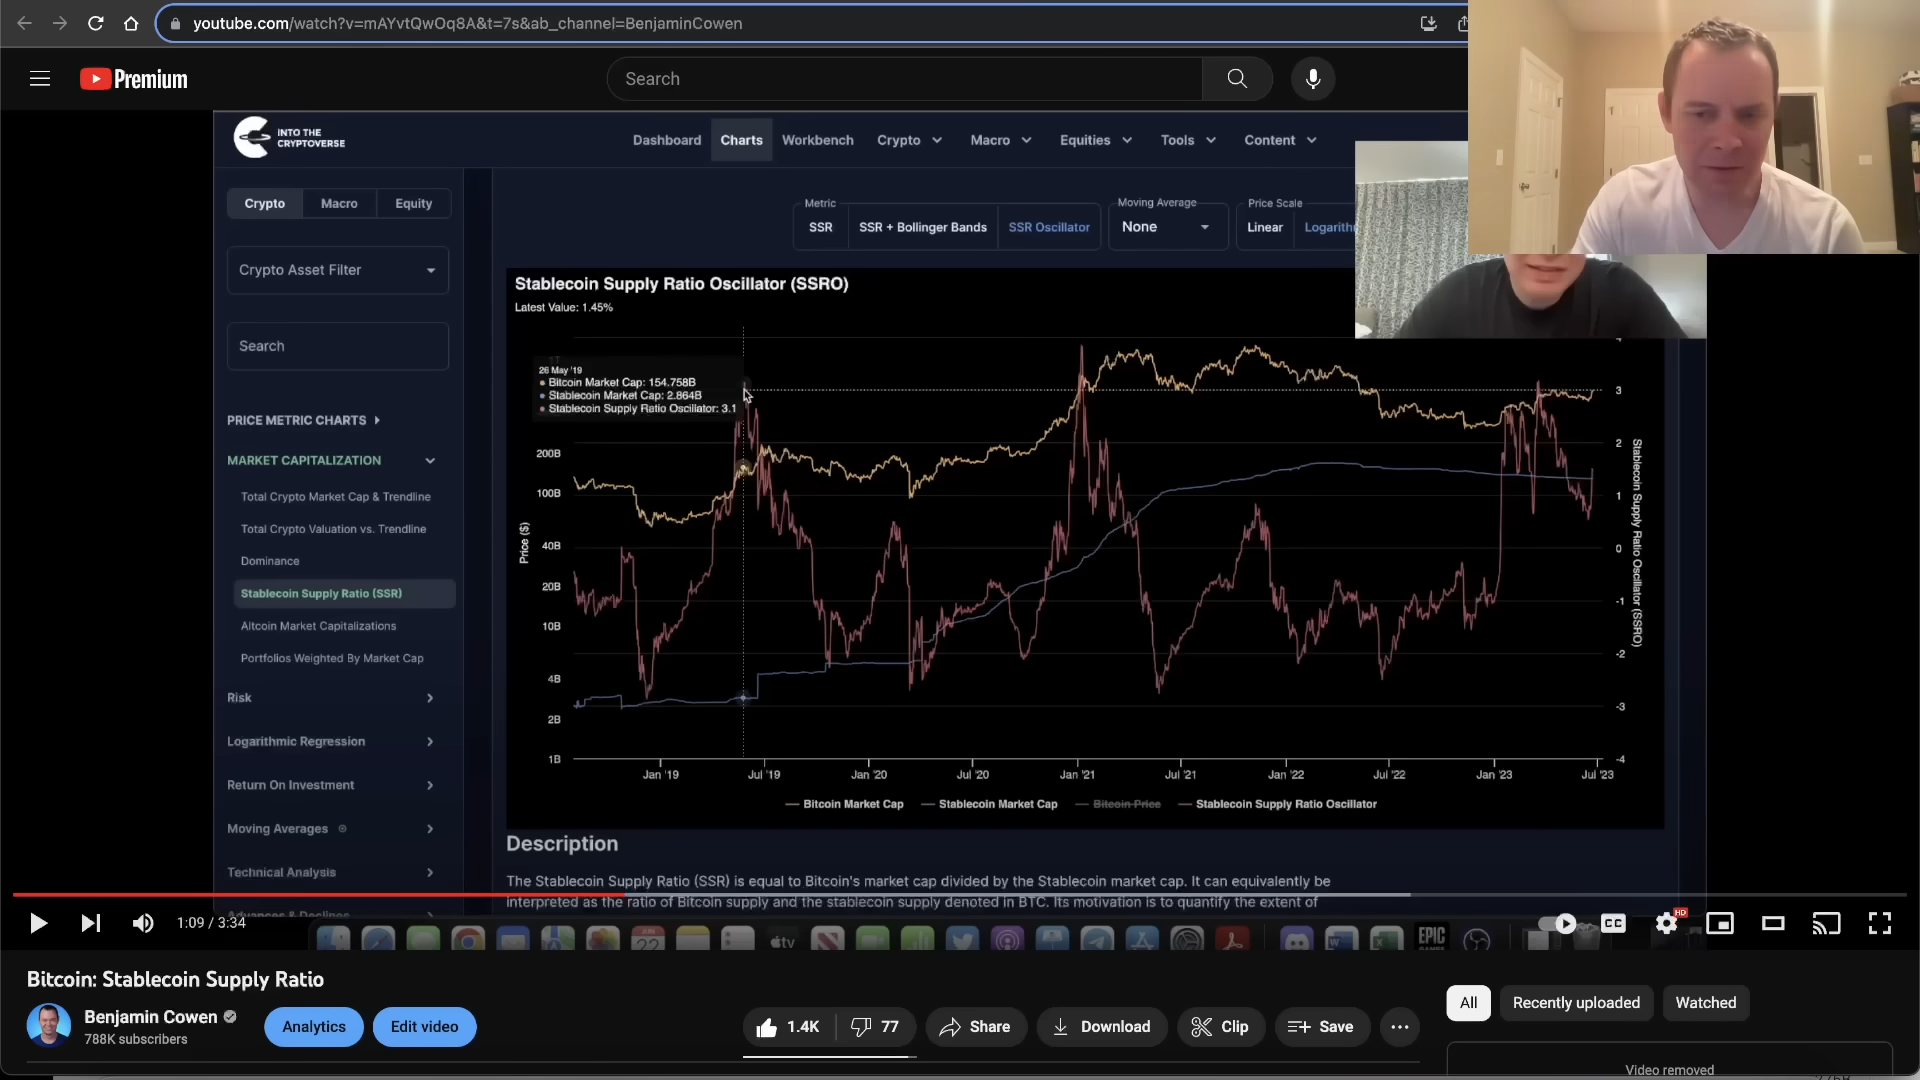 youtube.com/watch?v=mAYvtQwOq8A&t=7s&ab_channel=BenjaminCowen
Premium
Search
INTO THE
CRYPTOVERSE
Dashboard Charts Workbench Crypto Macro Equities Tools Content
Crypto Macro Equity
Metric
SSR SSR + Bollinger Bands SSR Oscillator
Moving Average
None
Price Scale
Linear
Crypto Asset Filter
Search
PRICE METRIC CHARTS
MARKET CAPITALIZATION
Total Crypto Market Cap & Trendline
Total Crypto Valuation vs. Trendline
Dominance
Stablecoin Supply Ratio (SSR)
Altcoin Market Capitalizations
Portfolios Weighted By Market Cap
Risk
Logarithmic Regression
Return On Investment
Moving Averages
Technical Analysis
Advances & Declines
Stablecoin Supply Ratio Oscillator (SSRO)
Latest Value: 1.45%
26 May '19
Bitcoin Market Cap: 154.758B
Stablecoin Market Cap: 2.864B
Stablecoin Supply Ratio Oscillator: 3.1
Price ($)
200B
100B
40B
20B
10B
4B
2B
1B
4
3
2
1
0
-1
-2
-3
-4
Stablecoin Supply Ratio Oscillator (SSRO)
Jan '19 Jul '19 Jan '20 Jul '20 Jan '21 Jul '21 Jan '22 Jul '22 Jan '23 Jul '23
Bitcoin Market Cap Stablecoin Market Cap Bitcoin Price Stablecoin Supply Ratio Oscillator
Description
The Stablecoin Supply Ratio (SSR) is equal to Bitcoin's market cap divided by the Stablecoin market cap. It can equivalently be
interpreted as the ratio of Bitcoin supply and the stablecoin supply denoted in BTC. Its motivation is to quantify the extent of
1:09 / 3:34
CC
HD
JUN
22
tv
EPIC
Bitcoin: Stablecoin Supply Ratio
Benjamin Cowen
788K subscribers
Analytics
Edit video
1.4K
77
Share
Download
Clip
Save
All
Recently uploaded
Watched
Video removed